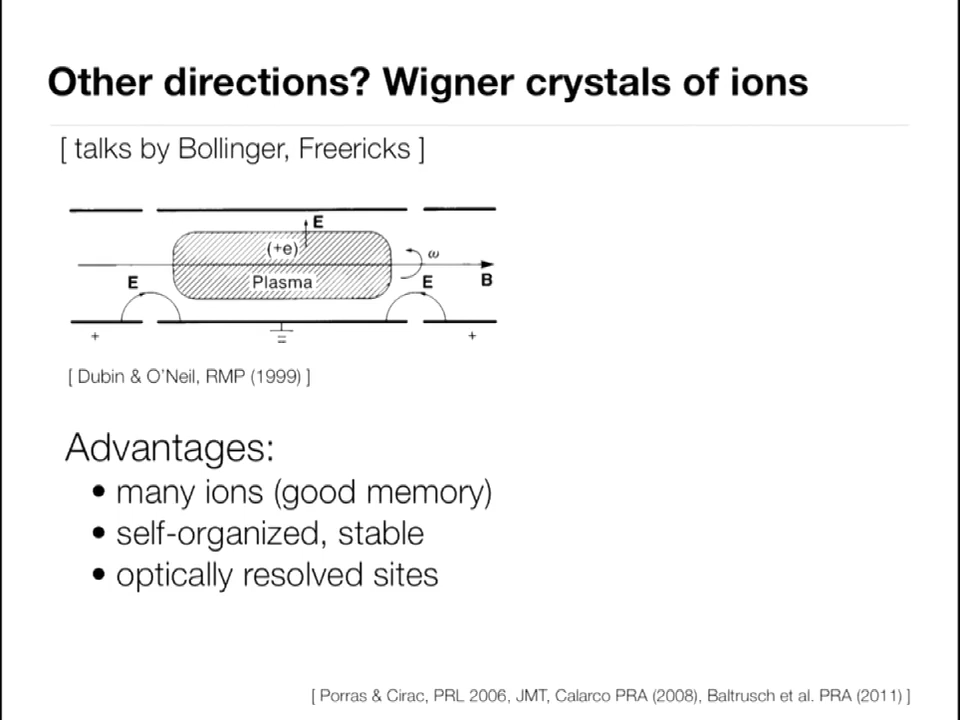 Other directions? Wigner crystals of ions
[ talks by Bollinger, Freericks ]
E
(+e)
ω
Plasma
E
E
B
+
+
[ Dubin & O'Neil, RMP (1999) ]
Advantages:
• many ions (good memory)
• self-organized, stable
• optically resolved sites
[ Porras & Cirac, PRL 2006, JMT, Calarco PRA (2008), Baltrusch et al. PRA (2011) ]